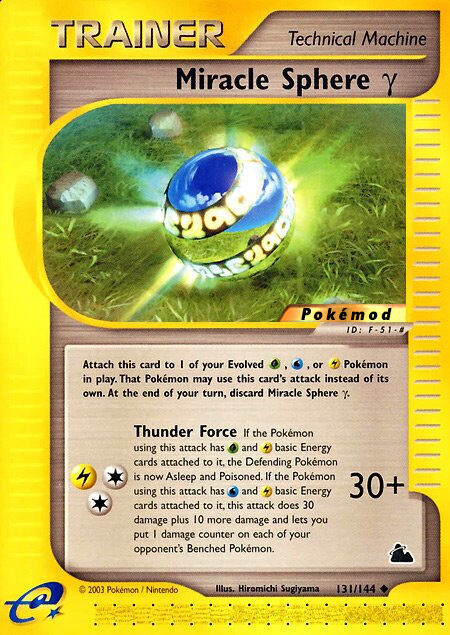 TRAINER
Technical Machine
Miracle Sphere γ
Pokémod
ID: F-51-#
Attach this card to 1 of your Evolved , , or Pokémon
in play. That Pokémon may use this card's attack instead of its
own. At the end of your turn, discard Miracle Sphere γ.
Thunder Force If the Pokémon
using this attack has and basic Energy
cards attached to it, the Defending Pokémon
is now Asleep and Poisoned. If the Pokémon
using this attack has and basic Energy
cards attached to it, this attack does 30
damage plus 10 more damage and lets you
put 1 damage counter on each of your
opponent's Benched Pokémon.
30+
© 2003 Pokémon / Nintendo
Illus. Hiromichi Sugiyama
131/144 ◆
e